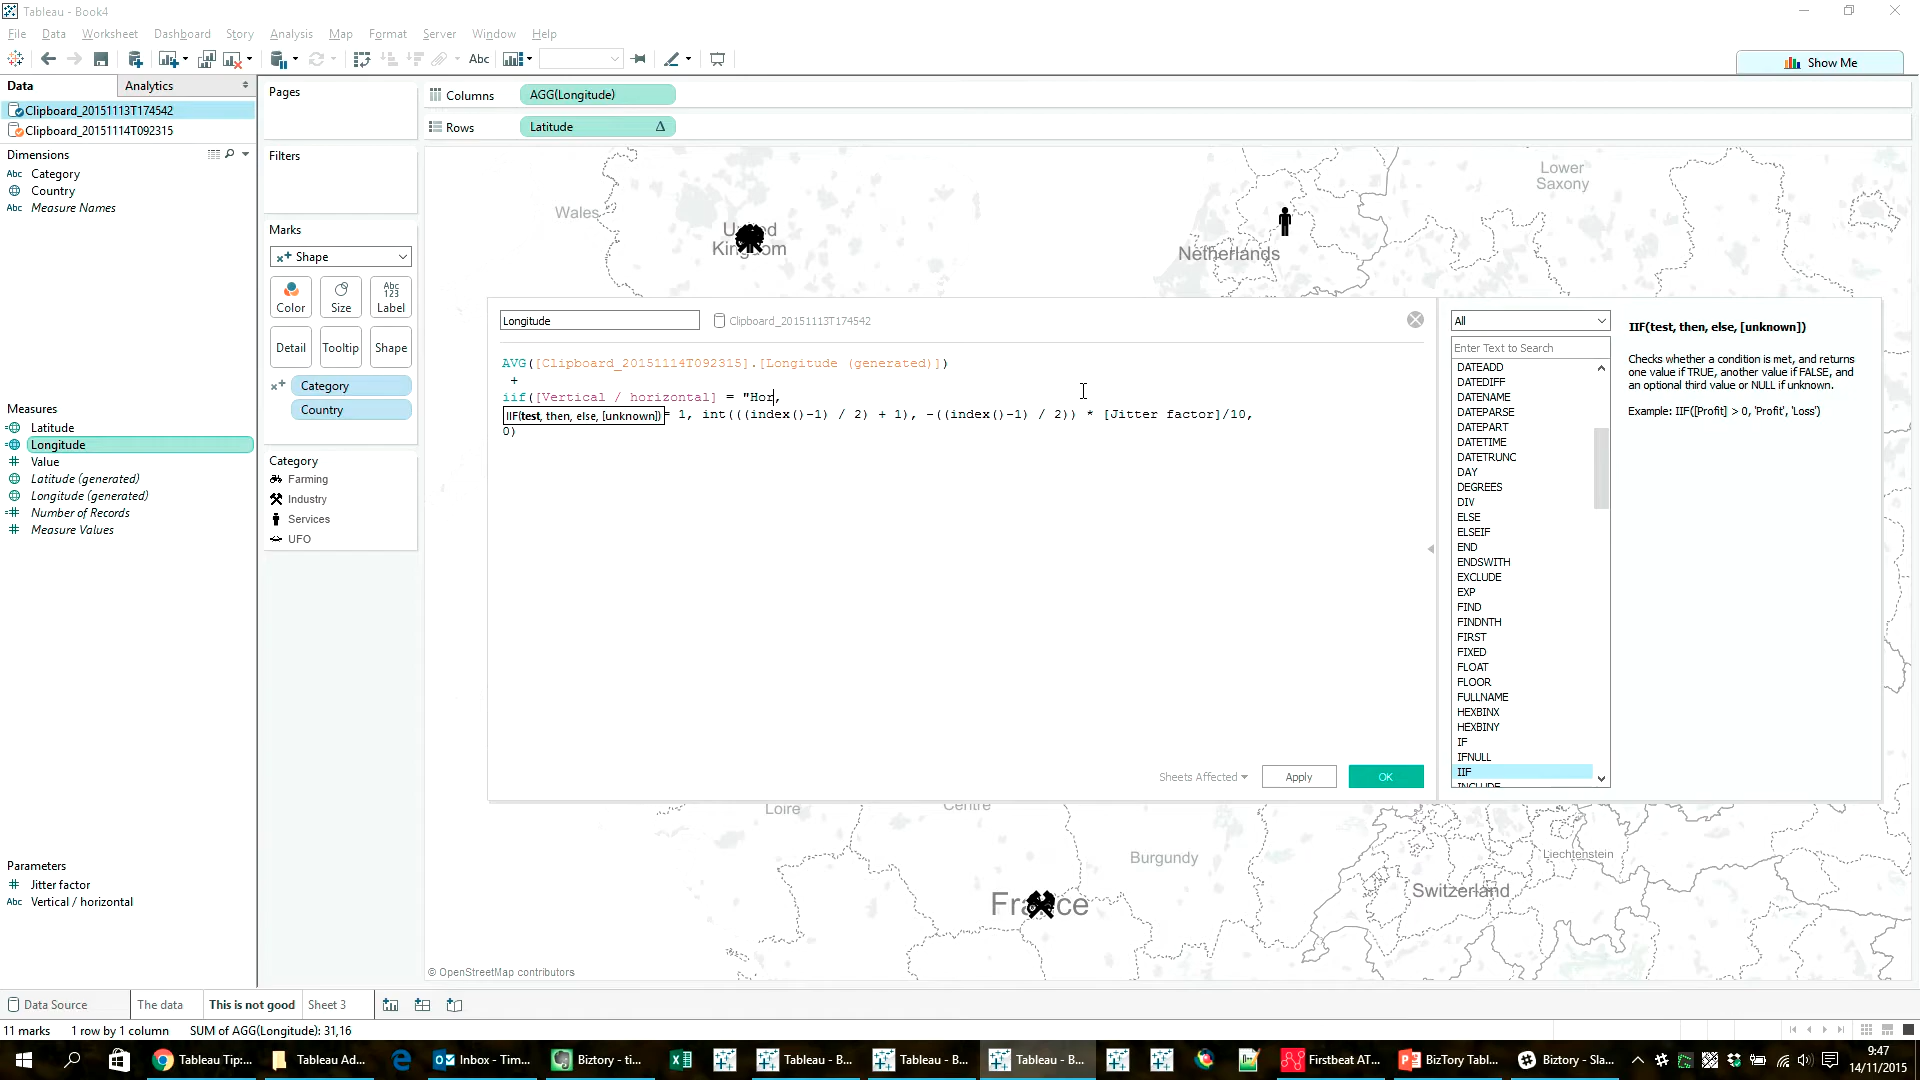 Tableau - Book4
File Data Worksheet Dashboard Story Analysis Map Format Server Window Help
Abc
Show Me
Data
Analytics
Clipboard_20151113T174542
Clipboard_20151114T092315
Dimensions
Abc Category
Country
Abc Measure Names
Measures
Latitude
Longitude
Value
Latitude (generated)
Longitude (generated)
Number of Records
Measure Values
Parameters
Jitter factor
Abc Vertical / horizontal
Pages
Filters
Marks
Shape
Color
Size
Abc
123
Label
Detail
Tooltip
Shape
Category
Country
Category
Farming
Industry
Services
UFO
Columns
AGG(Longitude)
Rows
Latitude Δ
Wales
United
Kingdom
Netherlands
Lower
Saxony
Longitude
Clipboard_20151113T174542
AVG([Clipboard_20151114T092315].[Longitude (generated)])
+
iif([Vertical / horizontal] = "Hor,
IIF(test, then, else, [unknown])
= 1, int(((index()-1) / 2) + 1), -((index()-1) / 2)) * [Jitter factor]/10,
0)
Sheets Affected
Apply
OK
All
Enter Text to Search
DATEADD
DATEDIFF
DATENAME
DATEPARSE
DATEPART
DATETIME
DATETRUNC
DAY
DEGREES
DIV
ELSE
ELSEIF
END
ENDSWITH
EXCLUDE
EXP
FIND
FINDNTH
FIRST
FIXED
FLOAT
FLOOR
FULLNAME
HEXBINX
HEXBINY
IF
IFNULL
IIF
INCLUDE
IIF(test, then, else, [unknown])
Checks whether a condition is met, and returns
one value if TRUE, another value if FALSE, and
an optional third value or NULL if unknown.
Example: IIF([Profit] > 0, 'Profit', 'Loss')
Loire
Centre
Burgundy
France
Switzerland
Liechtenstein
© OpenStreetMap contributors
Data Source
The data
This is not good
Sheet 3
11 marks
1 row by 1 column
SUM of AGG(Longitude): 31,16
Tableau Tip:...
Tableau Ad...
Inbox - Tim...
Biztory - ti...
Tableau - B...
Tableau - B...
Tableau - B...
Firstbeat AT...
BizTory Tabl...
Biztory - Sla...
9:47
14/11/2015